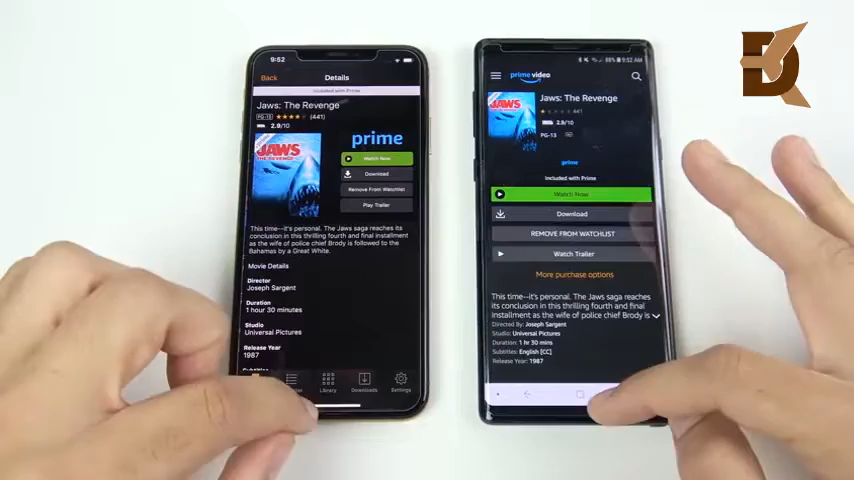 9:52
Back
Details
Included with Prime
Jaws: The Revenge
PG-13
(441)
2.9/10
JAWS
THE REVENGE
prime
Watch Now
Download
Remove From Watchlist
Play Trailer
This time--it's personal. The Jaws saga reaches its
conclusion in this thrilling fourth and final installment
as the wife of police chief Brody is followed to the
Bahamas by a Great White.
Movie Details
Director
Joseph Sargent
Duration
1 hour 30 minutes
Studio
Universal Pictures
Release Year
1987
Library
Downloads
Settings
88% 9:52 AM
prime video
JAWS
Jaws: The Revenge
441
2.9/10
PG-13
prime
Included with Prime
Watch Now
Download
REMOVE FROM WATCHLIST
Watch Trailer
More purchase options
This time--it's personal. The Jaws saga reaches
its conclusion in this thrilling fourth and final
installment as the wife of police chief Brody is
Directed By: Joseph Sargent
Studio: Universal Pictures
Duration: 1 hr 30 mins
Subtitles: English [CC]
Release Year: 1987
D